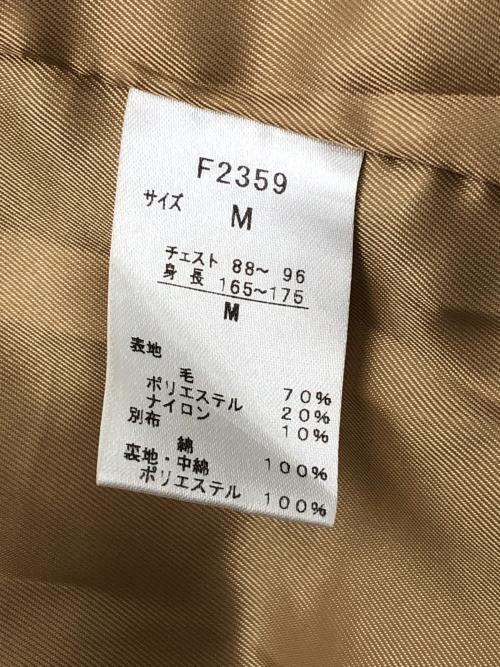 F2359
サイズ M
チェスト 88～ 96
身長 165～175
M
表地
毛 70%
ポリエステル 20%
ナイロン 10%
別布
綿 100%
裏地・中綿
ポリエステル 100%